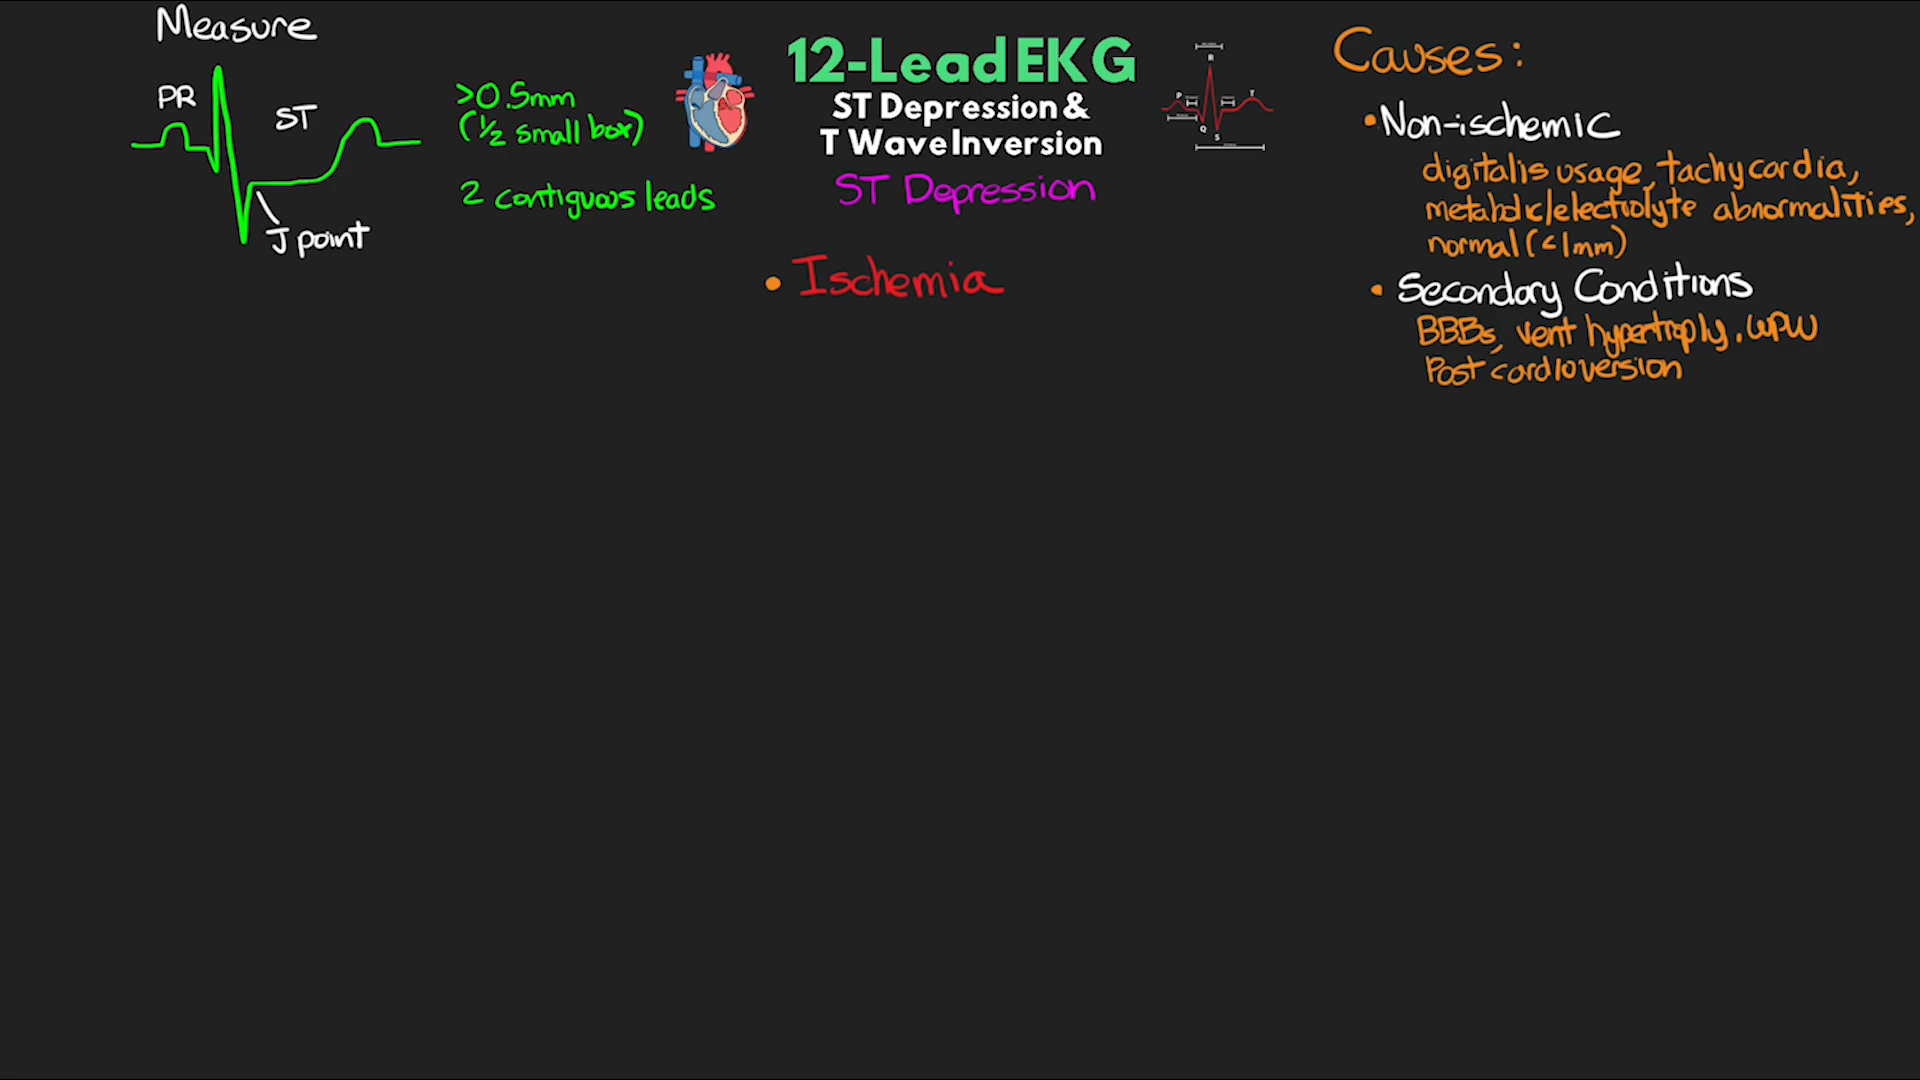 Measure
PR
ST
J point
>0.5mm
(½ small box)
2 contiguous leads
12-Lead EKG
ST Depression &
T Wave Inversion
ST Depression
P
R
Q
S
T
• Ischemia
Causes:
• Non-ischemic
digitalis usage, tachycardia,
metabolic/electrolyte abnormalities,
normal (<1mm)
• Secondary Conditions
BBBs, vent hypertrophy, WPW
Post cardioversion